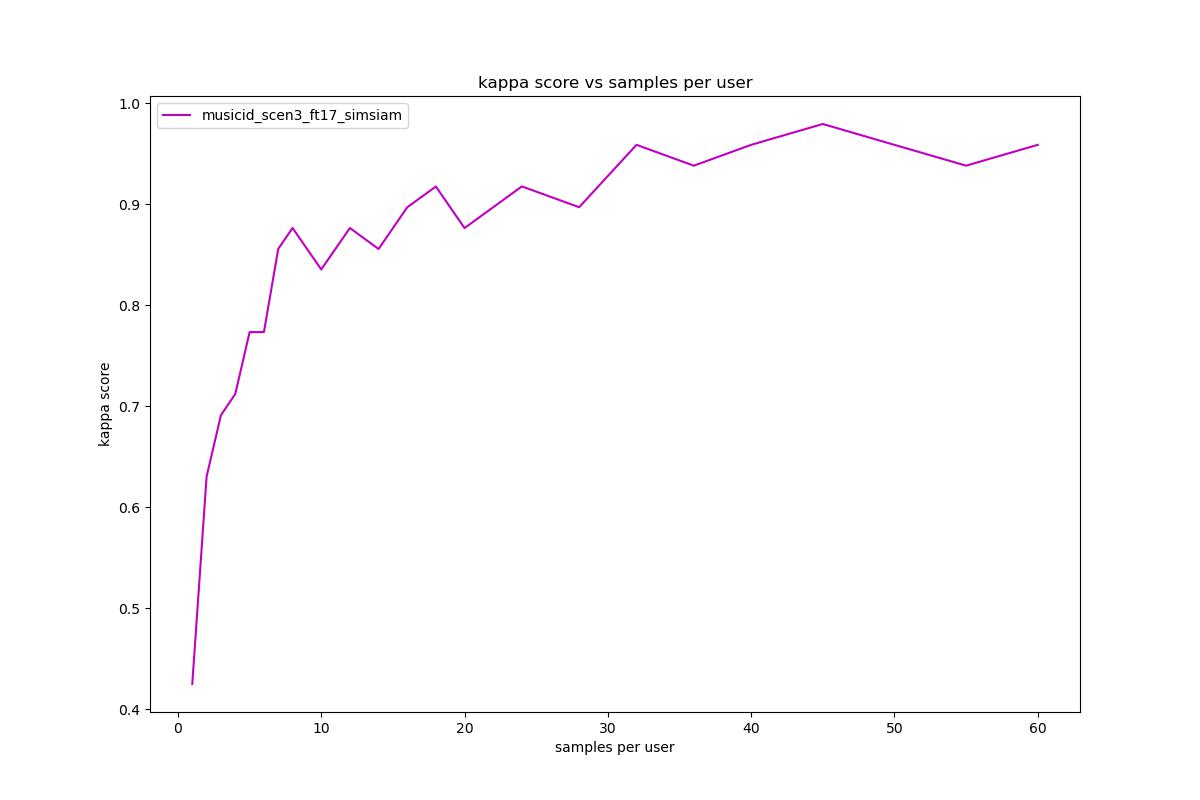 kappa score vs samples per user
musicid_scen3_ft17_simsiam
1.0
0.9
0.8
0.7
0.6
0.5
0.4
kappa score
0 10 20 30 40 50 60
samples per user